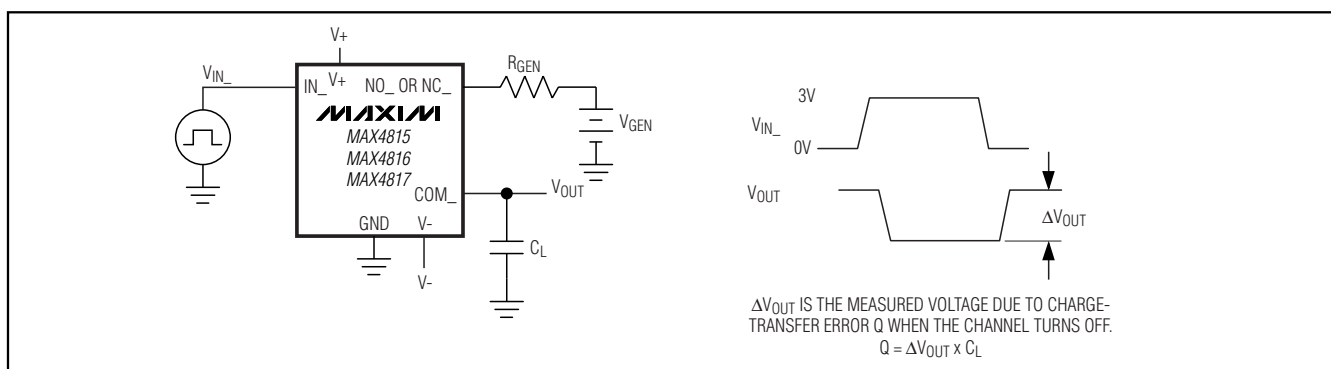 V+
V_IN_
IN_ V+ NO_ OR NC_
R_GEN
MAXIM
MAX4815
MAX4816
MAX4817
V_GEN
COM_
V_OUT
GND V-
C_L
V-
3V
V_IN_
0V
V_OUT
ΔV_OUT
ΔV_OUT IS THE MEASURED VOLTAGE DUE TO CHARGE-
TRANSFER ERROR Q WHEN THE CHANNEL TURNS OFF.
Q = ΔV_OUT x C_L